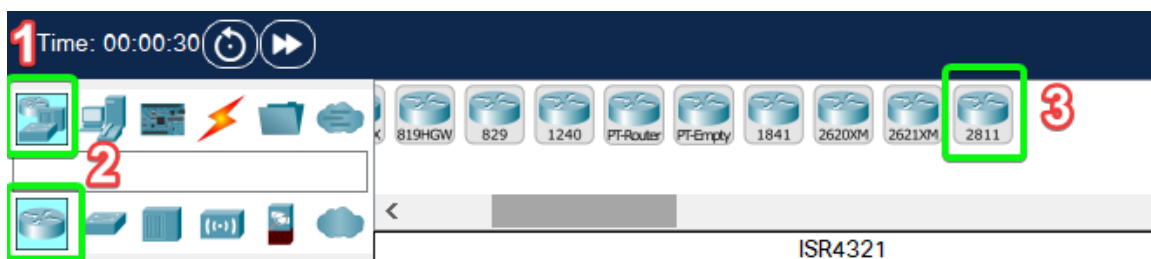 1 Time: 00:00:30
X 819HGW 829 1240 PT-Router PT-Empty 1841 2620XM 2621XM 2811 3
2
ISR4321